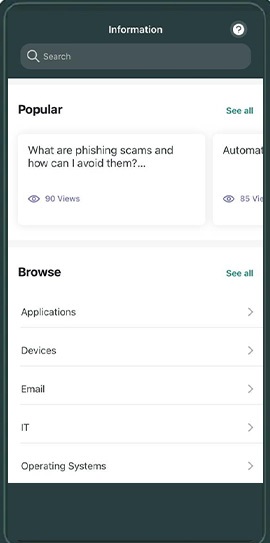 Information
?
Search
Popular
See all
What are phishing scams and
how can I avoid them?...
90 Views
Automat
85 Vie
Browse
See all
Applications
Devices
Email
IT
Operating Systems